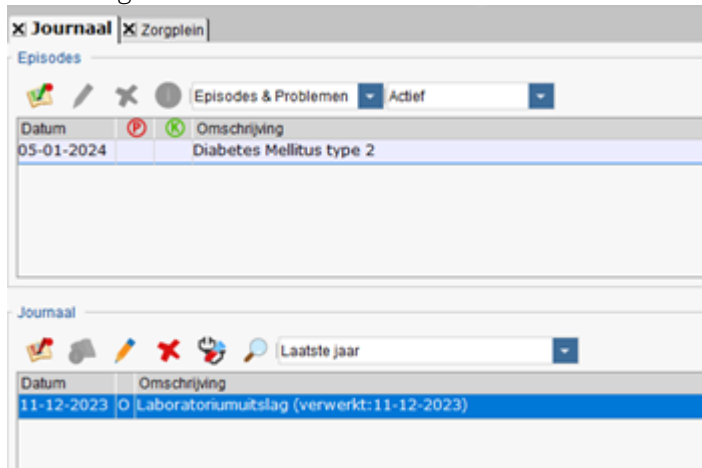 Journaal Zorgplein
Episodes
Episodes & Problemen Actief
Datum P K Omschrijving
05-01-2024 Diabetes Mellitus type 2
Journaal
Laatste jaar
Datum Omschrijving
11-12-2023 O Laboratoriumuitslag (verwerkt:11-12-2023)